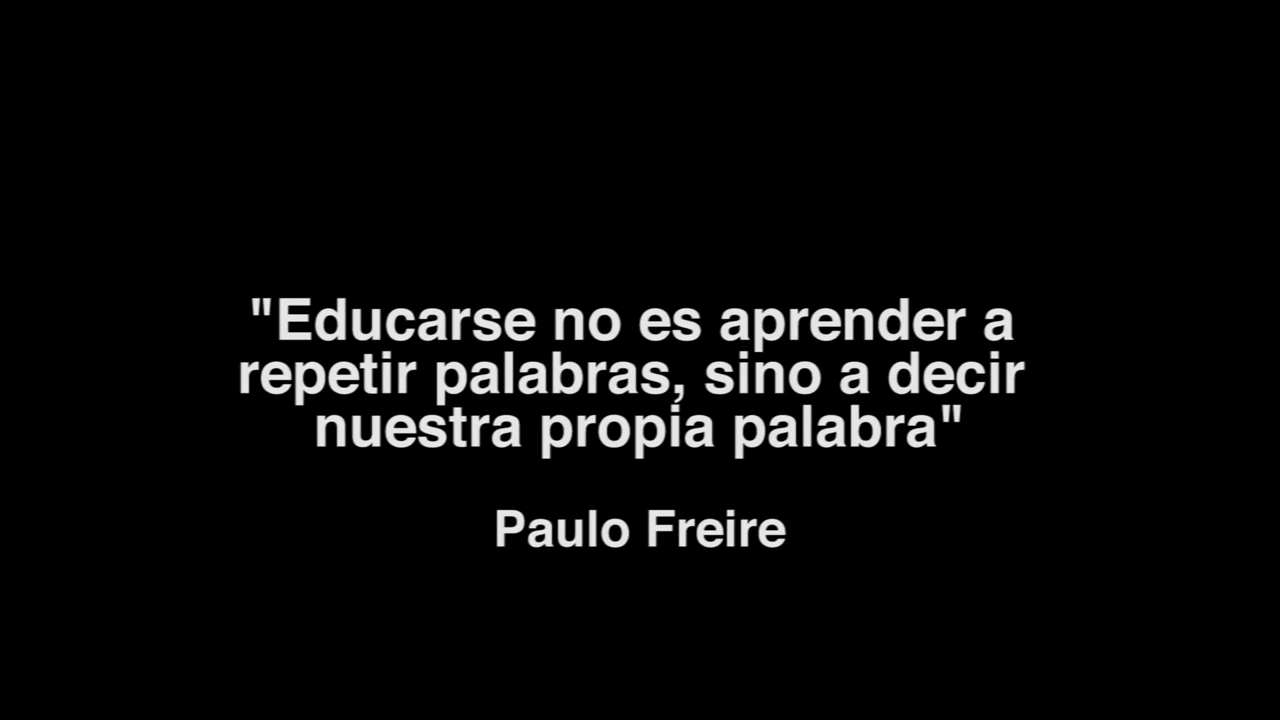 "Educarse no es aprender a
repetir palabras, sino a decir
nuestra propia palabra"
Paulo Freire